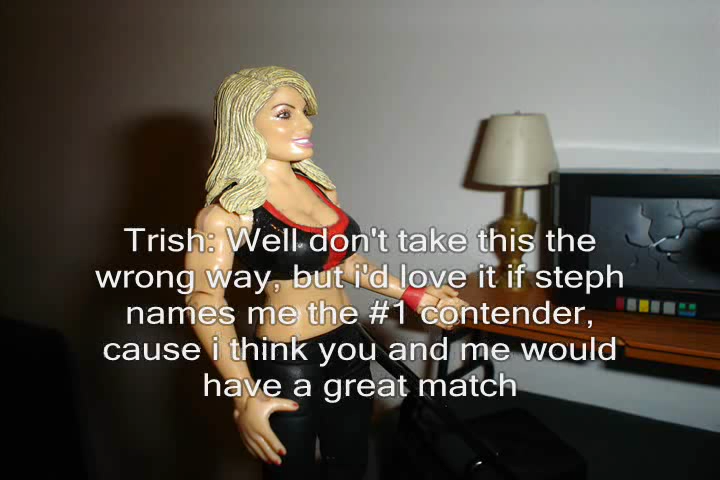 Trish: Well don't take this the
wrong way, but i'd love it if steph
names me the #1 contender,
cause i think you and me would
have a great match